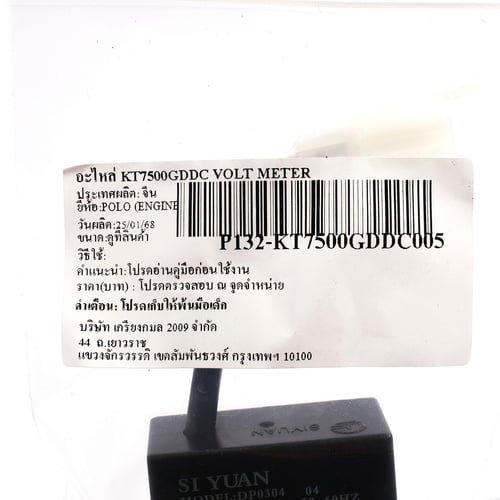 อะไหล่ KT7500GDDC VOLT METER
ประเทศผลิต: จีน
ยี่ห้อ:POLO (ENGINE
วันผลิต:25/01/68
ขนาด:ดูที่สินค้า
P132-KT7500GDDC005
วิธีใช้:
คำแนะนำ:โปรดอ่านคู่มือก่อนใช้งาน
ราคา(บาท) : โปรดตรวจสอบ ณ จุดจำหน่าย
คำเตือน: โปรดเก็บให้พ้นมือเด็ก
บริษัท เกรียงกมล 2009 จำกัด
44 ถ.เยาวราช
แขวงจักรวรรดิ เขตสัมพันธวงศ์ กรุงเทพฯ 10100
SIYUAN
SI YUAN
MODEL:DP0304 04
60HZ